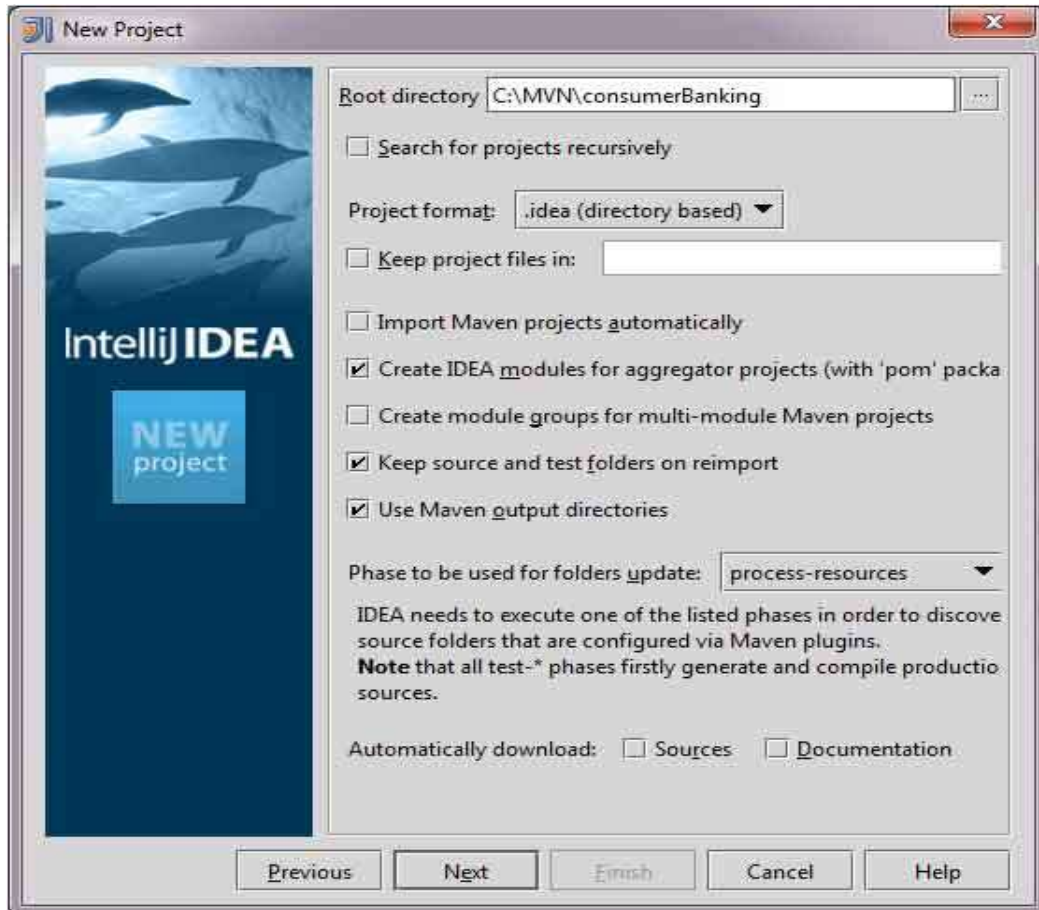 New Project
Root directory C:\MVN\consumerBanking ...
Search for projects recursively
Project format: .idea (directory based)
Keep project files in:
Import Maven projects automatically
IntelliJ IDEA
Create IDEA modules for aggregator projects (with 'pom' packa
Create module groups for multi-module Maven projects
NEW
project
Keep source and test folders on reimport
Use Maven output directories
Phase to be used for folders update: process-resources
IDEA needs to execute one of the listed phases in order to discove
source folders that are configured via Maven plugins.
Note that all test-* phases firstly generate and compile productio
sources.
Automatically download: Sources Documentation
Previous Next Finish Cancel Help